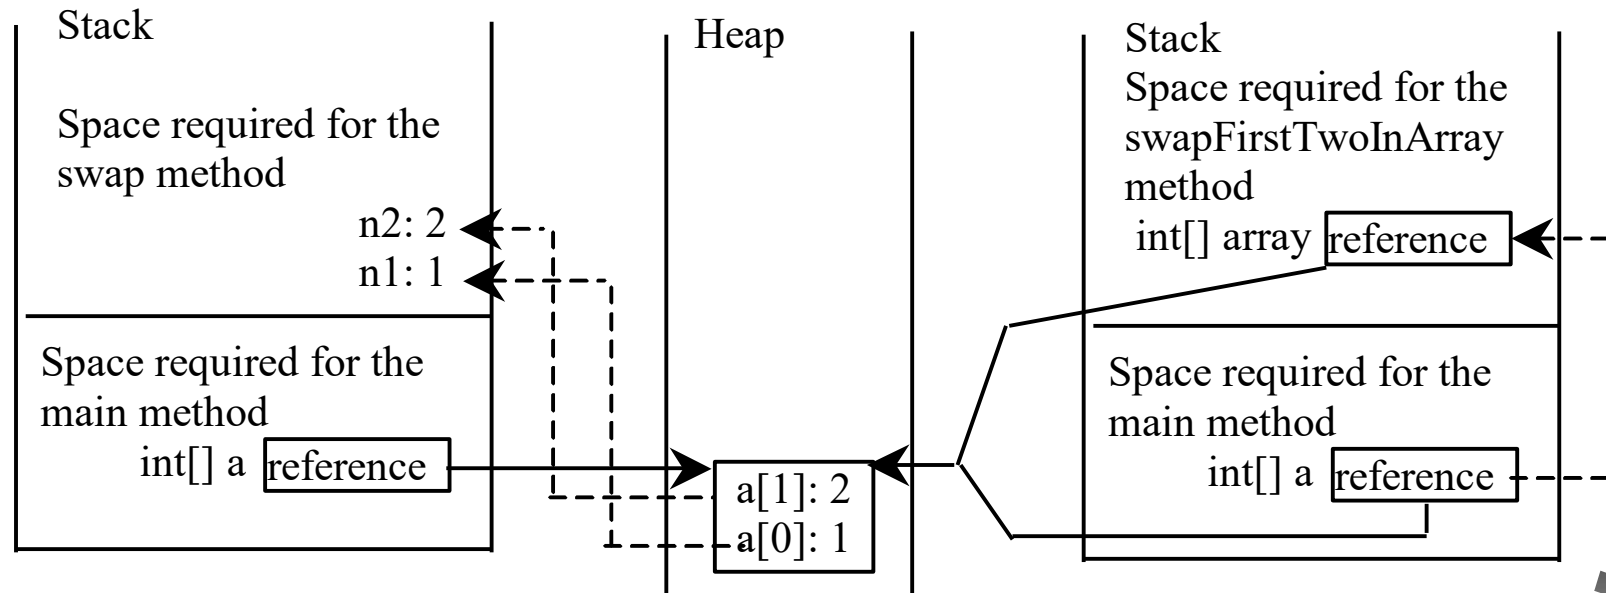 Stack
Space required for the
swap method
n2: 2
n1: 1
Space required for the
main method
int[] a reference
Heap
a[1]: 2
a[0]: 1
Stack
Space required for the
swapFirstTwoInArray
method
int[] array reference
Space required for the
main method
int[] a reference